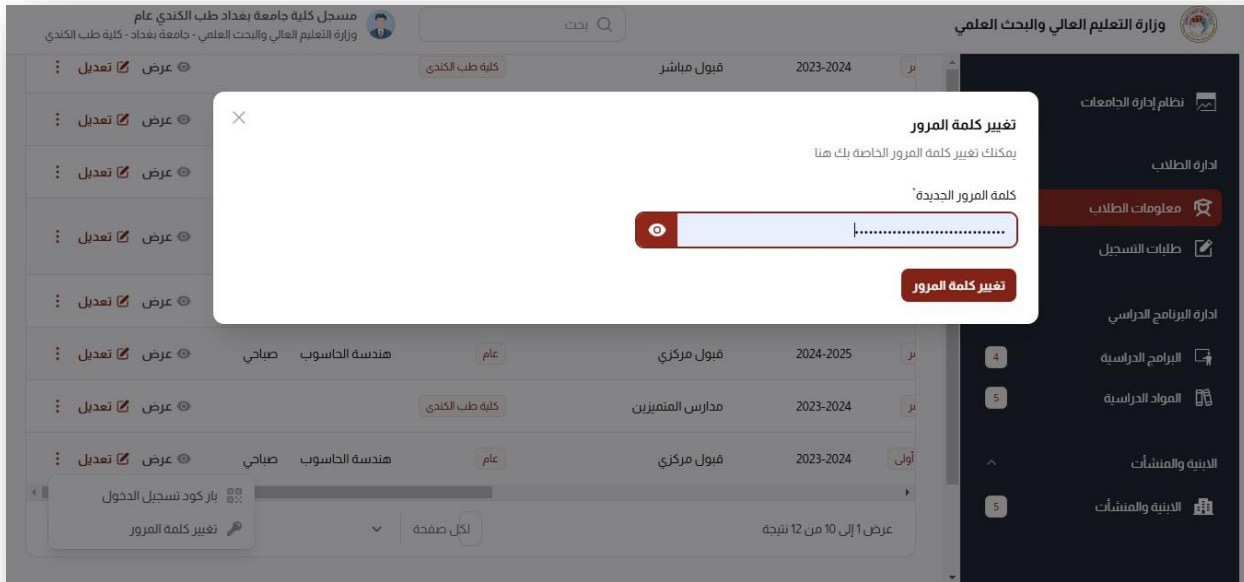 وزارة التعليم العالي والبحث العلمي
بحث
مسجل كلية جامعة بغداد طب الكندي عام
وزارة التعليم العالي والبحث العلمي - جامعة بغداد - كلية طب الكندي
نظام إدارة الجامعات
ادارة الطلاب
معلومات الطلاب
طلبات التسجيل
ادارة البرنامج الدراسي
البرامج الدراسية 4
المواد الدراسية 5
الابنية والمنشأت
الابنية والمنشأت 5
2023-2024 قبول مباشر كلية طب الكندي عرض تعديل
عرض تعديل
عرض تعديل
عرض تعديل
عرض تعديل
2024-2025 قبول مركزي عام هندسة الحاسوب صباحي عرض تعديل
2023-2024 مدارس المتميزين كلية طب الكندي عرض تعديل
أولى 2023-2024 قبول مركزي عام هندسة الحاسوب صباحي عرض تعديل
تغيير كلمة المرور
يمكنك تغيير كلمة المرور الخاصة بك هنا
كلمة المرور الجديدة*
تغيير كلمة المرور
بار كود تسجيل الدخول
تغيير كلمة المرور
عرض 1 إلى 10 من 12 نتيجة
لكل صفحة